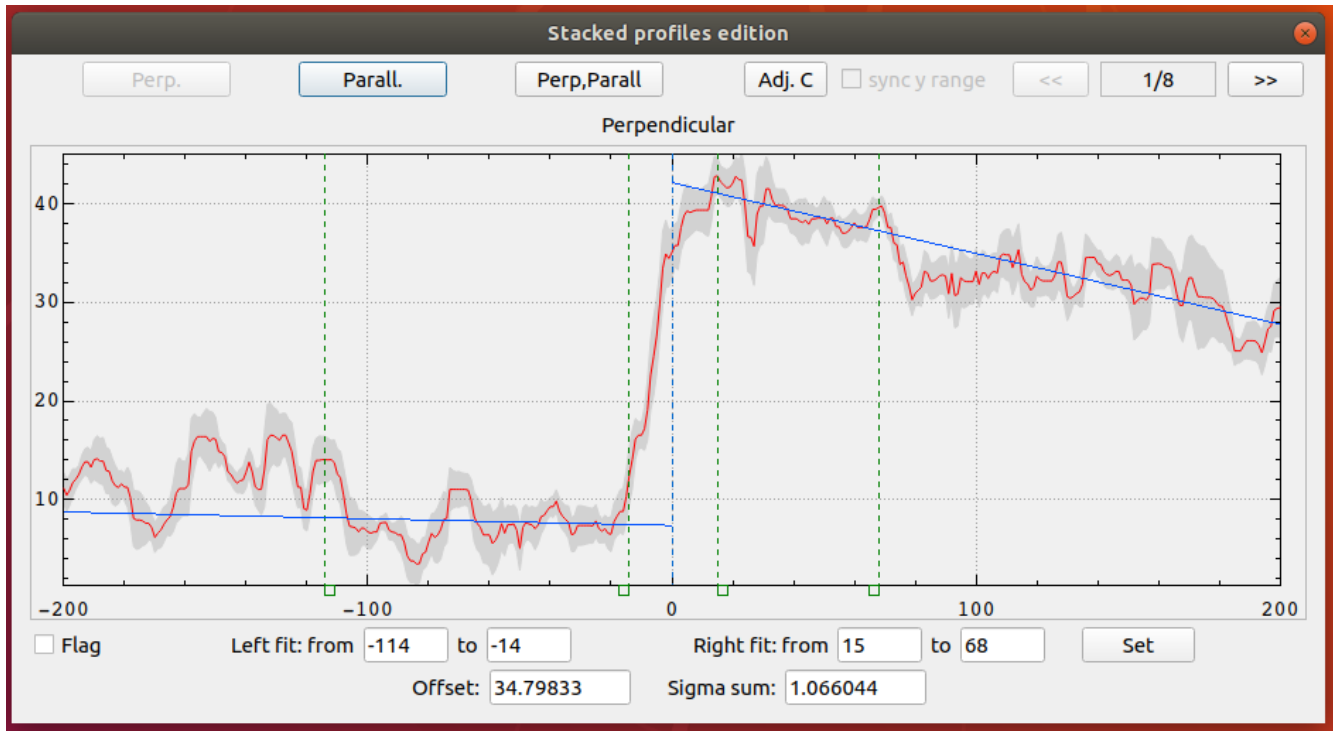 Stacked profiles edition
Perp. Parall. Perp,Parall Adj. C sync y range << 1/8 >>
Perpendicular
40
30
20
10
-200 -100 0 100 200
Flag Left fit: from -114 to -14 Right fit: from 15 to 68 Set
Offset: 34.79833 Sigma sum: 1.066044